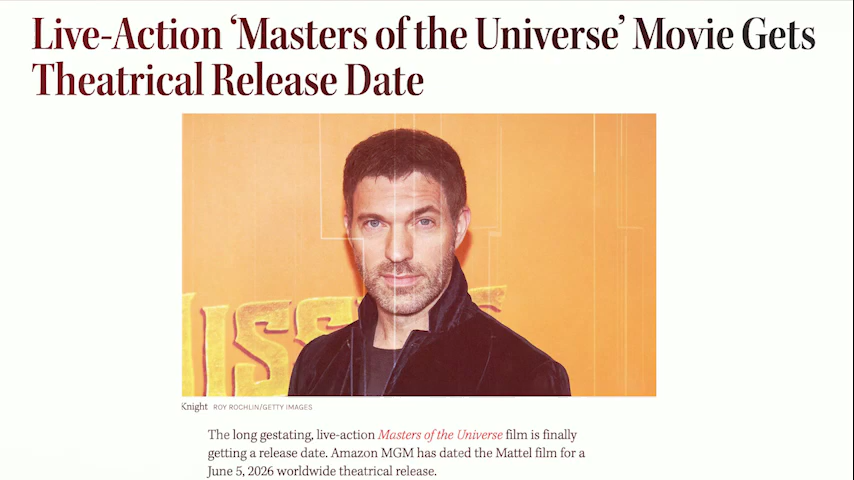 Live-Action ‘Masters of the Universe’ Movie Gets
Theatrical Release Date
MISS
Knight ROY ROCHLIN/GETTY IMAGES
The long gestating, live-action Masters of the Universe film is finally
getting a release date. Amazon MGM has dated the Mattel film for a
June 5, 2026 worldwide theatrical release.